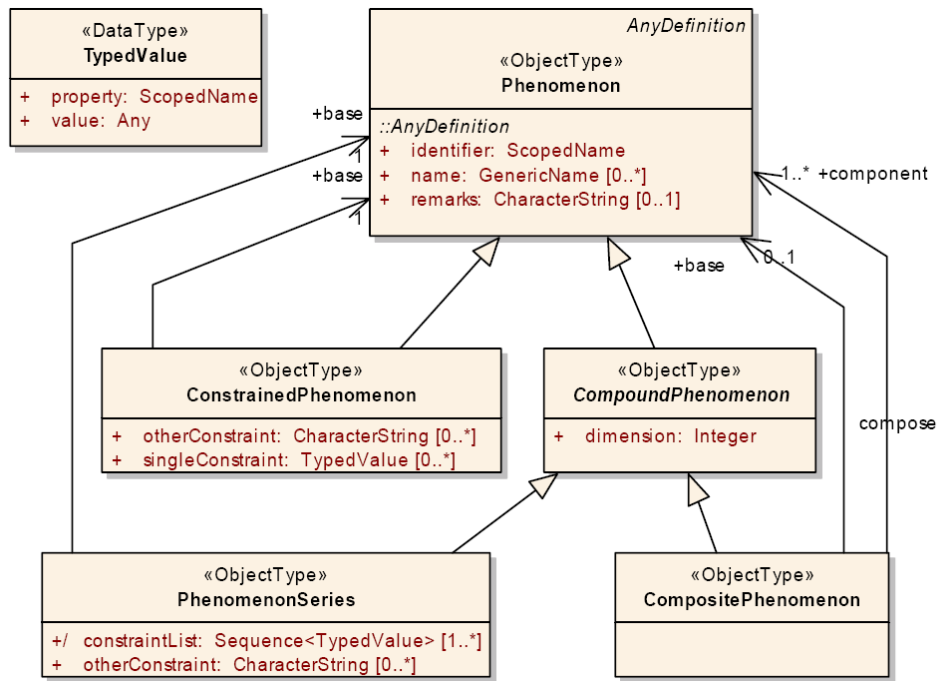 «DataType»
TypedValue
+ property: ScopedName
+ value: Any
AnyDefinition
«ObjectType»
Phenomenon
::AnyDefinition
+ identifier: ScopedName
+ name: GenericName [0..*]
+ remarks: CharacterString [0..1]
+base
1
+base
1
1..* +component
+base
0..1
compose
«ObjectType»
ConstrainedPhenomenon
+ otherConstraint: CharacterString [0..*]
+ singleConstraint: TypedValue [0..*]
«ObjectType»
CompoundPhenomenon
+ dimension: Integer
«ObjectType»
PhenomenonSeries
+/ constraintList: Sequence<TypedValue> [1..*]
+ otherConstraint: CharacterString [0..*]
«ObjectType»
CompositePhenomenon